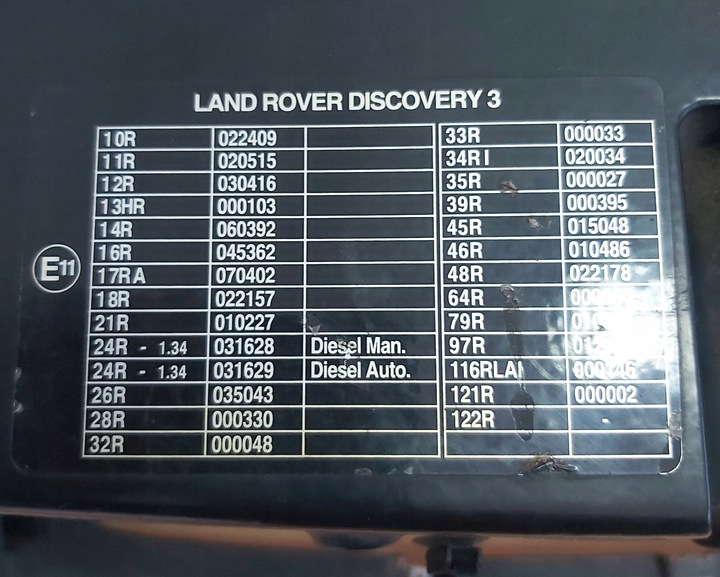 LAND ROVER DISCOVERY 3
10R 022409
11R 020515
12R 030416
13HR 000103
14R 060392
16R 045362
17RA 070402
18R 022157
21R 010227
24R - 1.34 031628 Diesel Man.
24R - 1.34 031629 Diesel Auto.
26R 035043
28R 000330
32R 000048
33R 000033
34R I 020034
35R 000027
39R 000395
45R 015048
46R 010486
48R 022178
64R
79R
97R
116RLAI
121R 000002
122R -
E11